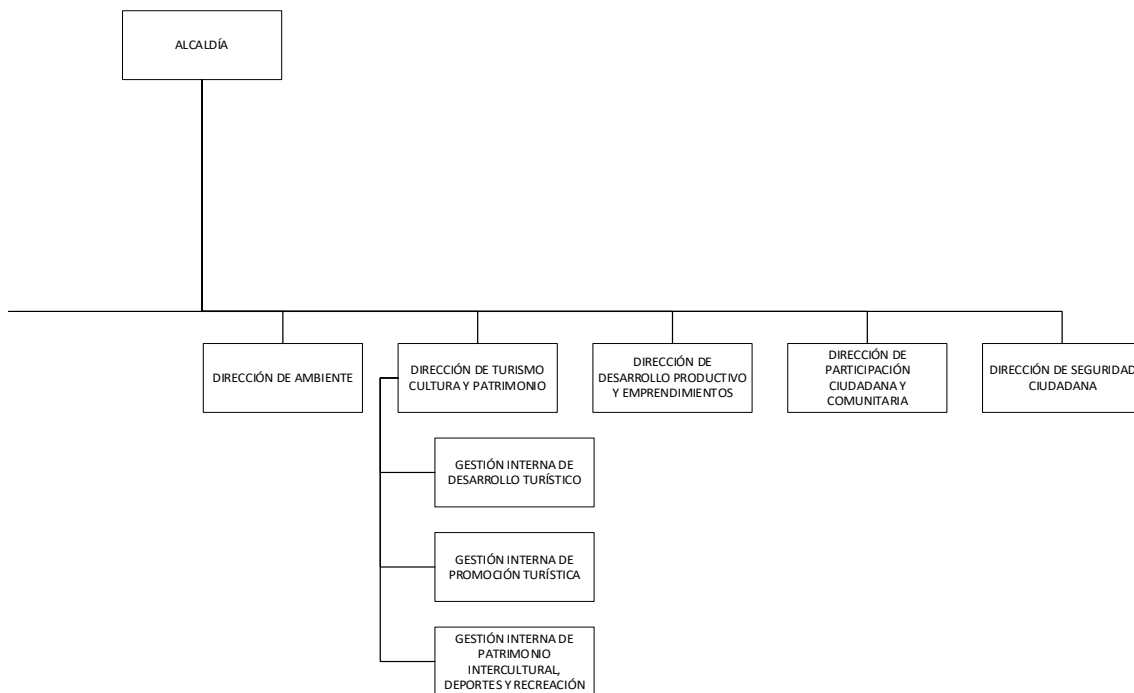 ALCALDÍA
DIRECCIÓN DE AMBIENTE
DIRECCIÓN DE TURISMO
CULTURA Y PATRIMONIO
DIRECCIÓN DE
DESARROLLO PRODUCTIVO
Y EMPRENDIMIENTOS
DIRECCIÓN DE
PARTICIPACIÓN
CIUDADANA Y
COMUNITARIA
DIRECCIÓN DE SEGURIDAD
CIUDADANA
GESTIÓN INTERNA DE
DESARROLLO TURÍSTICO
GESTIÓN INTERNA DE
PROMOCIÓN TURÍSTICA
GESTIÓN INTERNA DE
PATRIMONIO
INTERCULTURAL,
DEPORTES Y RECREACIÓN